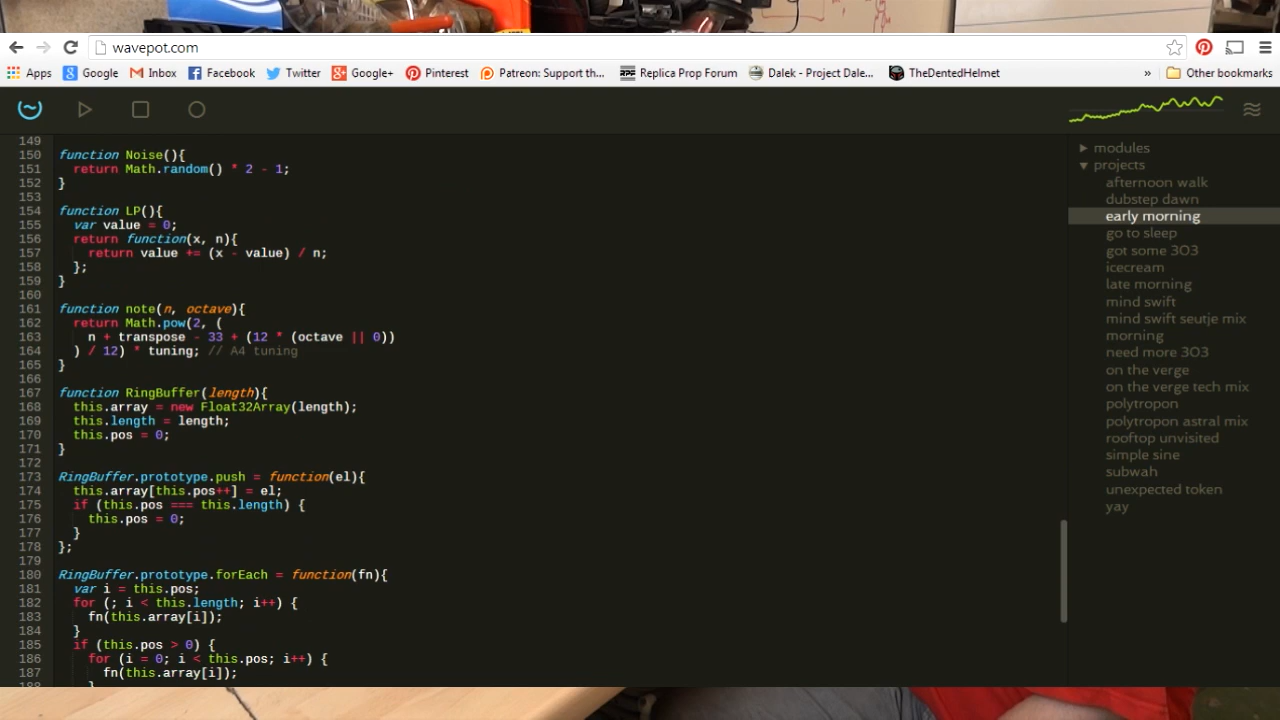 wavepot.com
Apps Google Inbox Facebook Twitter Google+ Pinterest Patreon: Support th... Replica Prop Forum Dalek - Project Dale... TheDentedHelmet » Other bookmarks
149
150 function Noise(){
151 return Math.random() * 2 - 1;
152 }
153
154 function LP(){
155 var value = 0;
156 return function(x, n){
157 return value += (x - value) / n;
158 };
159 }
160
161 function note(n, octave){
162 return Math.pow(2, (
163 n + transpose - 33 + (12 * (octave || 0))
164 ) / 12) * tuning; // A4 tuning
165 }
166
167 function RingBuffer(length){
168 this.array = new Float32Array(length);
169 this.length = length;
170 this.pos = 0;
171 }
172
173 RingBuffer.prototype.push = function(el){
174 this.array[this.pos++] = el;
175 if (this.pos === this.length) {
176 this.pos = 0;
177 }
178 };
179
180 RingBuffer.prototype.forEach = function(fn){
181 var i = this.pos;
182 for (; i < this.length; i++) {
183 fn(this.array[i]);
184 }
185 if (this.pos > 0) {
186 for (i = 0; i < this.pos; i++) {
187 fn(this.array[i]);
188 }
modules
projects
afternoon walk
dubstep dawn
early morning
go to sleep
got some 303
icecream
late morning
mind swift
mind swift seutje mix
morning
need more 303
on the verge
on the verge tech mix
polytropon
polytropon astral mix
rooftop unvisited
simple sine
subwah
unexpected token
yay